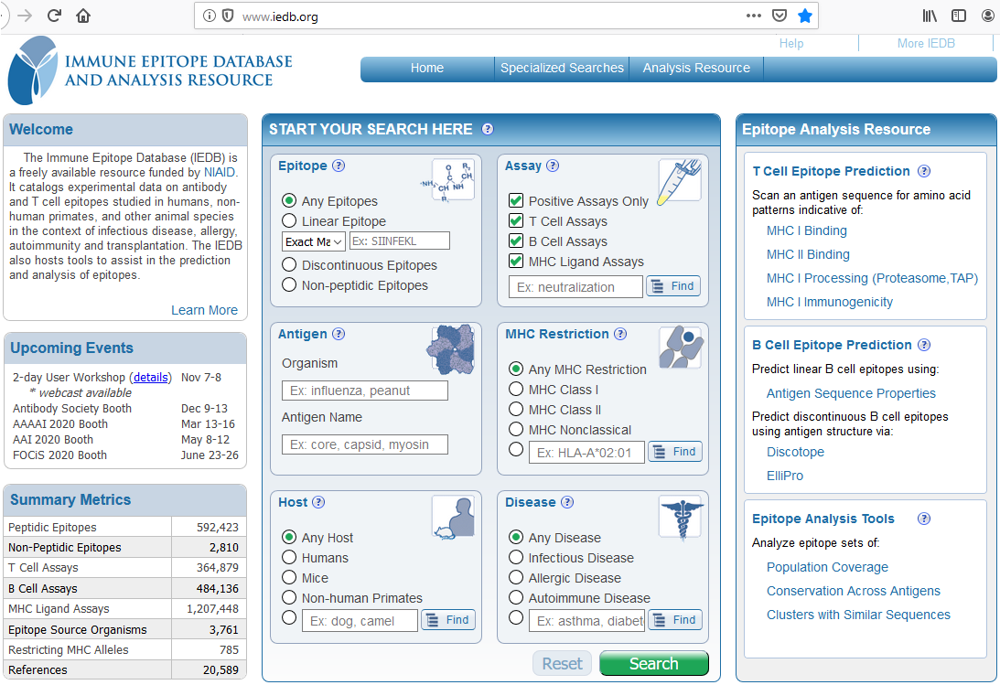 www.iedb.org
Help
More IEDB
IMMUNE EPITOPE DATABASE
AND ANALYSIS RESOURCE
Home
Specialized Searches
Analysis Resource
Welcome
The Immune Epitope Database (IEDB) is
a freely available resource funded by NIAID.
It catalogs experimental data on antibody
and T cell epitopes studied in humans, non-
human primates, and other animal species
in the context of infectious disease, allergy,
autoimmunity and transplantation. The IEDB
also hosts tools to assist in the prediction
and analysis of epitopes.
Learn More
Upcoming Events
2-day User Workshop (details) Nov 7-8
* webcast available
Antibody Society Booth Dec 9-13
AAAAI 2020 Booth Mar 13-16
AAI 2020 Booth May 8-12
FOCiS 2020 Booth June 23-26
Summary Metrics
Peptidic Epitopes 592,423
Non-Peptidic Epitopes 2,810
T Cell Assays 364,879
B Cell Assays 484,136
MHC Ligand Assays 1,207,448
Epitope Source Organisms 3,761
Restricting MHC Alleles 785
References 20,589
START YOUR SEARCH HERE ?
Epitope ?
Any Epitopes
Linear Epitope
Exact Ma Ex: SIINFEKL
Discontinuous Epitopes
Non-peptidic Epitopes
Assay ?
Positive Assays Only
T Cell Assays
B Cell Assays
MHC Ligand Assays
Ex: neutralization Find
Antigen ?
Organism
Ex: influenza, peanut
Antigen Name
Ex: core, capsid, myosin
MHC Restriction ?
Any MHC Restriction
MHC Class I
MHC Class II
MHC Nonclassical
Ex: HLA-A*02:01 Find
Host ?
Any Host
Humans
Mice
Non-human Primates
Ex: dog, camel Find
Disease ?
Any Disease
Infectious Disease
Allergic Disease
Autoimmune Disease
Ex: asthma, diabet Find
Reset
Search
Epitope Analysis Resource
T Cell Epitope Prediction ?
Scan an antigen sequence for amino acid
patterns indicative of:
MHC I Binding
MHC II Binding
MHC I Processing (Proteasome,TAP)
MHC I Immunogenicity
B Cell Epitope Prediction ?
Predict linear B cell epitopes using:
Antigen Sequence Properties
Predict discontinuous B cell epitopes
using antigen structure via:
Discotope
ElliPro
Epitope Analysis Tools ?
Analyze epitope sets of:
Population Coverage
Conservation Across Antigens
Clusters with Similar Sequences